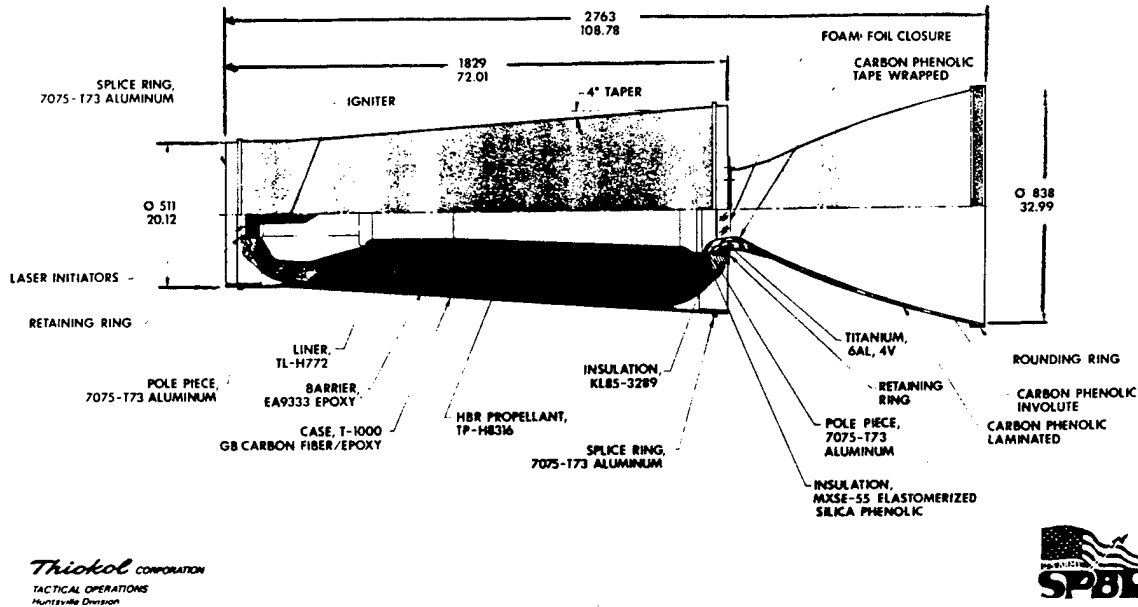 2763
108.78
FOAM FOIL CLOSURE
1829
72.01
CARBON PHENOLIC
TAPE WRAPPED
SPLICE RING,
7075-T73 ALUMINUM
IGNITER
4° TAPER
O 511
20.12
O 838
32.99
LASER INITIATORS
RETAINING RING
LINER,
TL-H772
POLE PIECE,
7075-T73 ALUMINUM
BARRIER,
EA9333 EPOXY
CASE, T-1000
GB CARBON FIBER/EPOXY
HBR PROPELLANT,
TP-H8316
INSULATION,
KL85-3289
SPLICE RING,
7075-T73 ALUMINUM
TITANIUM,
6AL, 4V
RETAINING
RING
POLE PIECE,
7075-T73
ALUMINUM
INSULATION,
MXSE-55 ELASTOMERIZED
SILICA PHENOLIC
ROUNDING RING
CARBON PHENOLIC
INVOLUTE
CARBON PHENOLIC
LAMINATED
Thiokol CORPORATION
TACTICAL OPERATIONS
Huntsville Division
U.S. ARMY